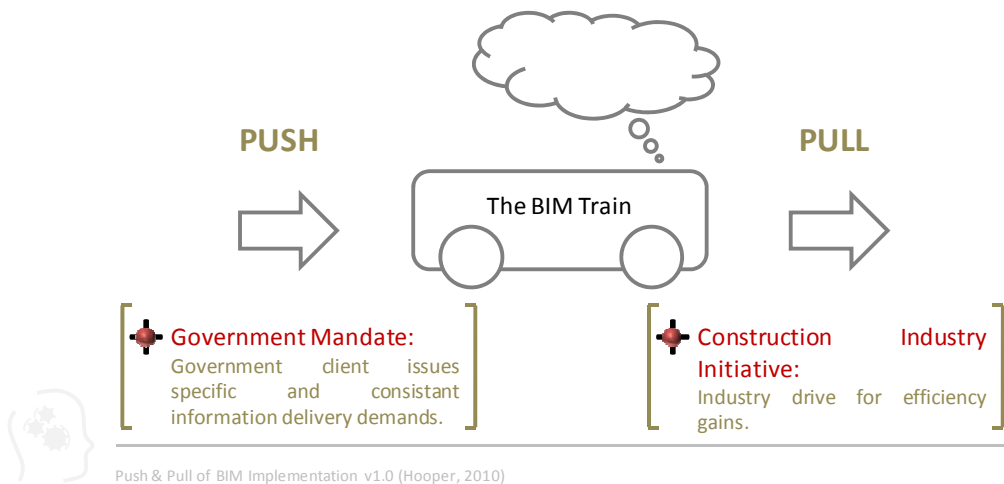 PUSH
PULL
The BIM Train
Government Mandate:
Government client issues
specific and consistant
information delivery demands.
Construction Industry
Initiative:
Industry drive for efficiency
gains.
Push & Pull of BIM Implementation v1.0 (Hooper, 2010)